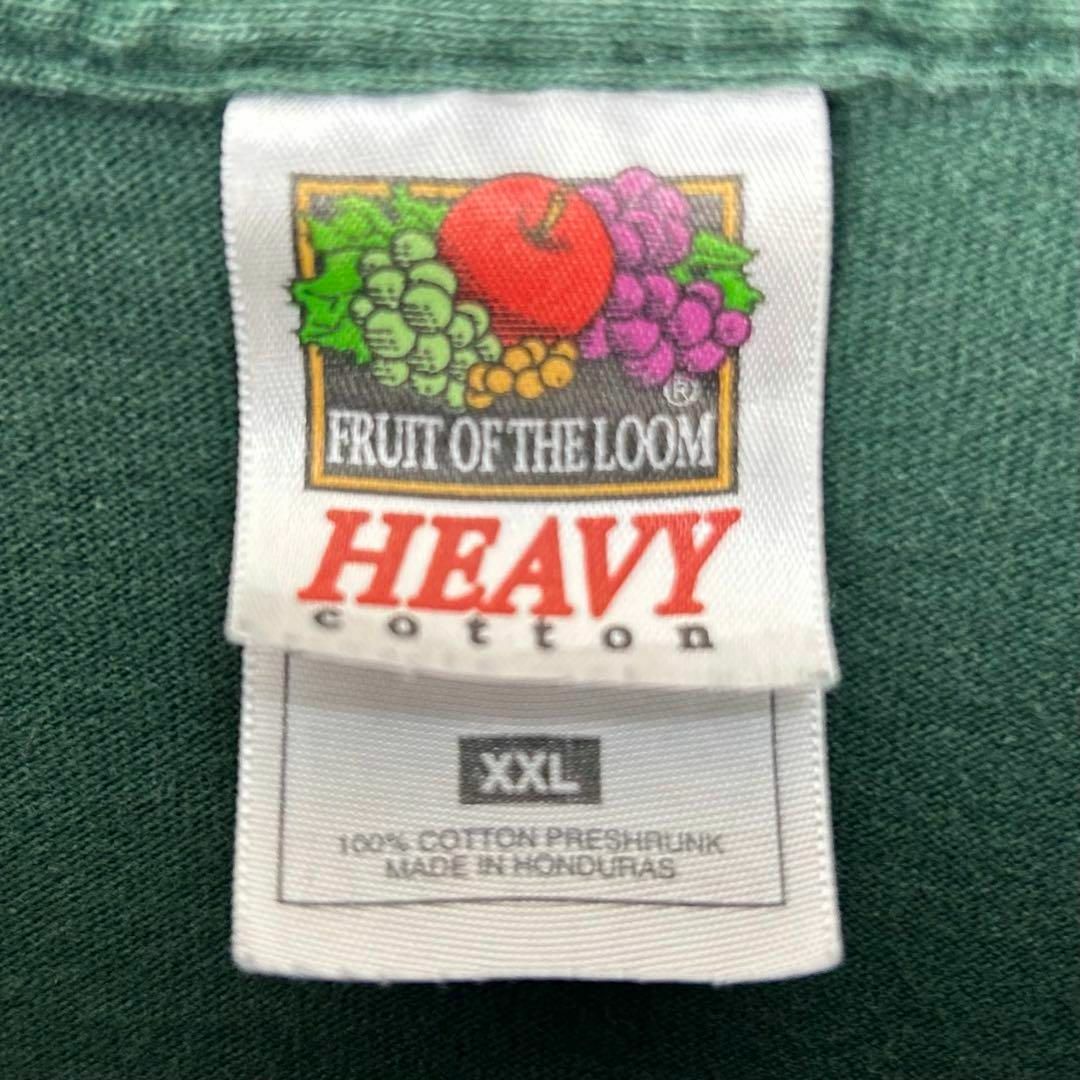 ®
FRUIT OF THE LOOM
HEAVY
cotton
XXL
100% COTTON PRESHRUNK
MADE IN HONDURAS